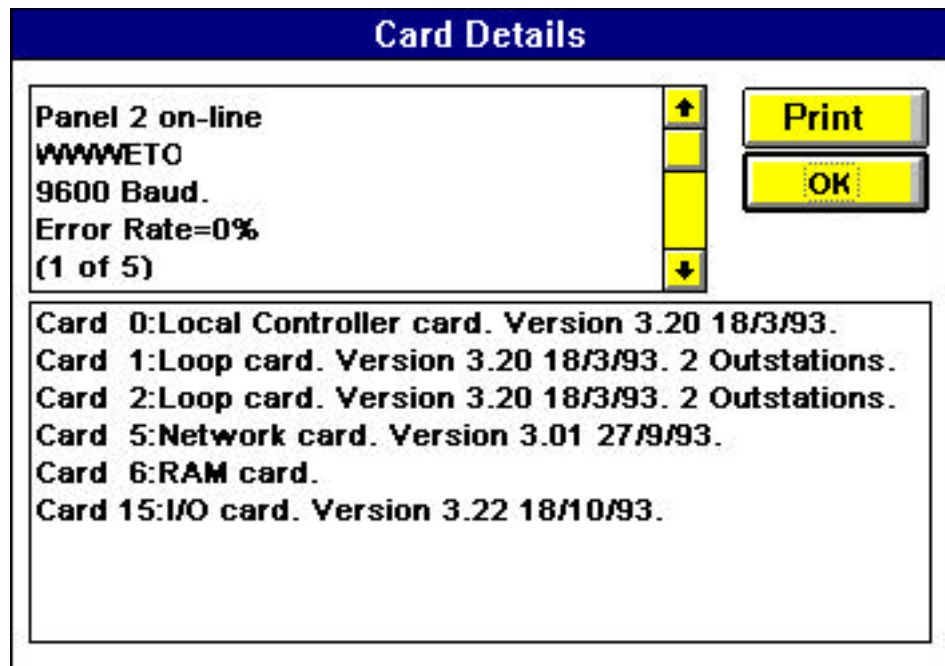 Card Details
Panel 2 on-line
WWWETO
9600 Baud.
Error Rate=0%
(1 of 5)
Print
OK
Card 0:Local Controller card. Version 3.20 18/3/93.
Card 1:Loop card. Version 3.20 18/3/93. 2 Outstations.
Card 2:Loop card. Version 3.20 18/3/93. 2 Outstations.
Card 5:Network card. Version 3.01 27/9/93.
Card 6:RAM card.
Card 15:I/O card. Version 3.22 18/10/93.